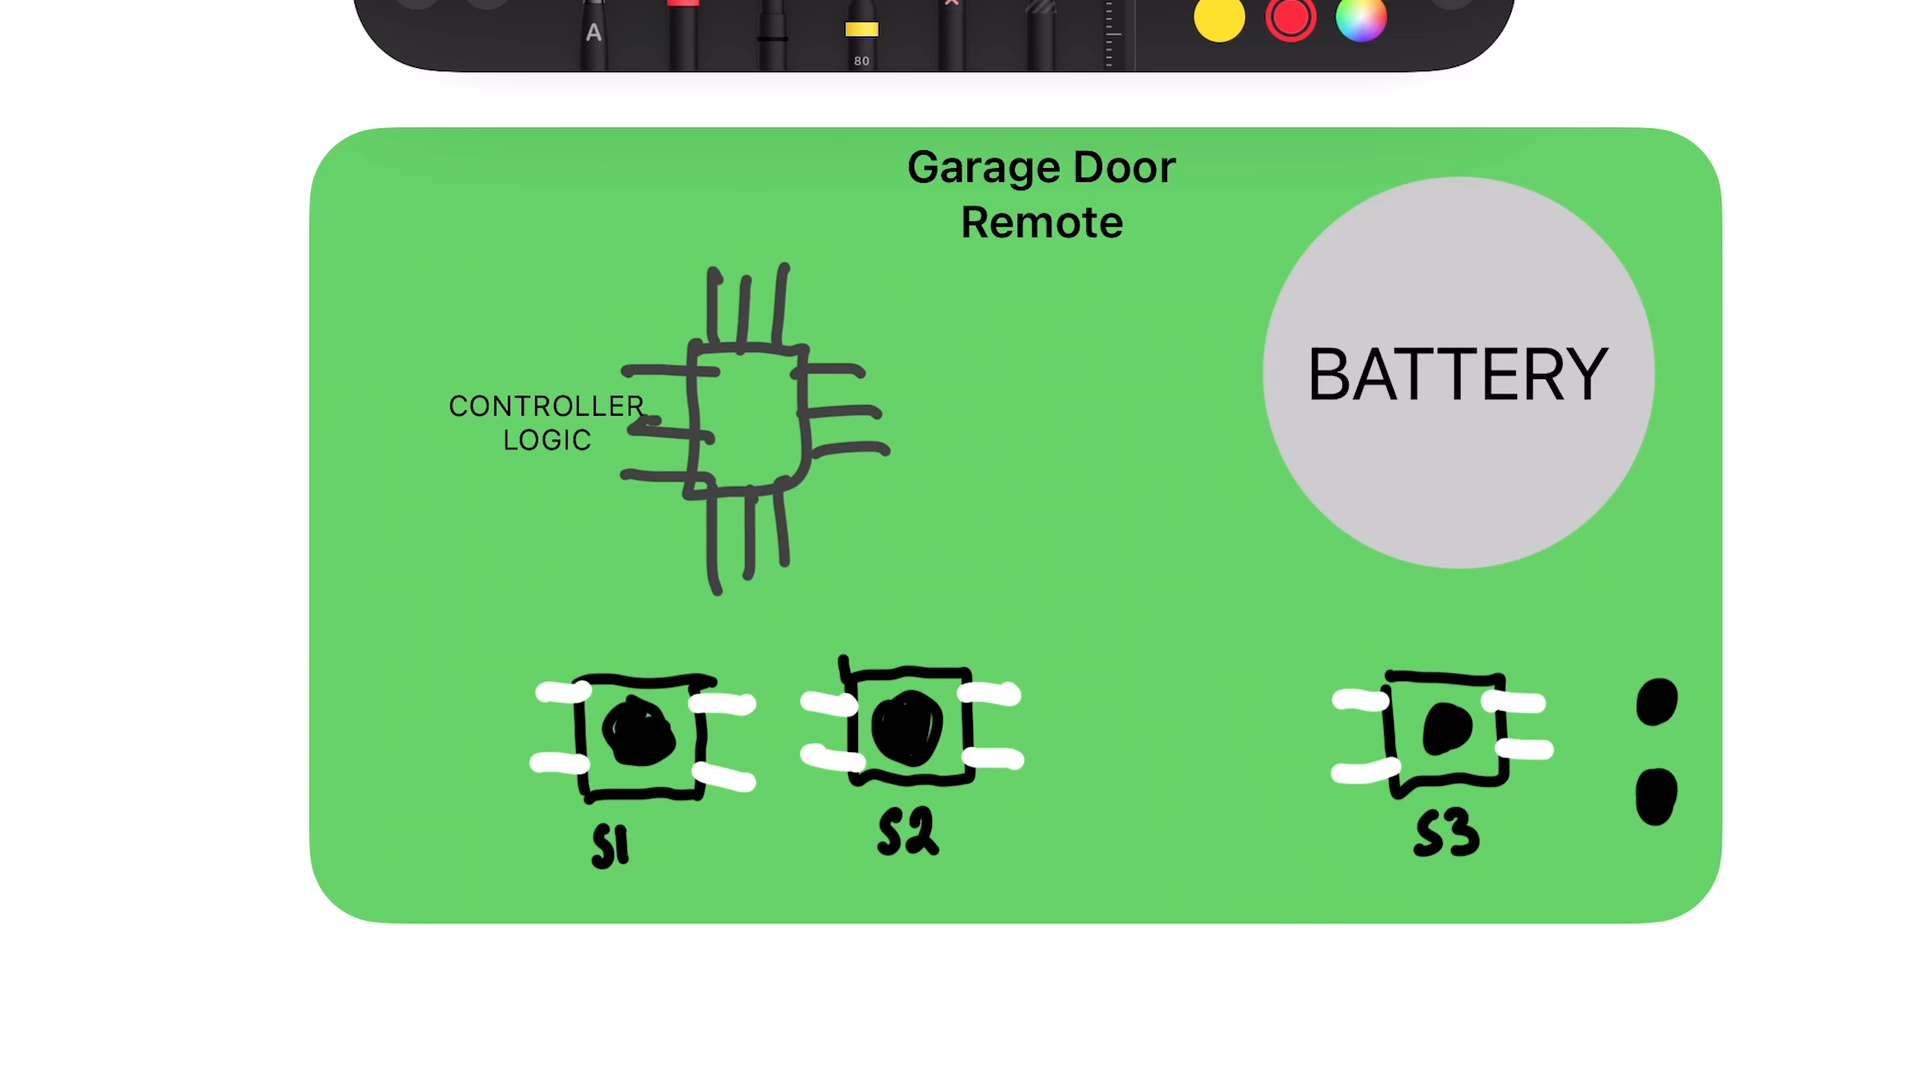 A
80
Garage Door
Remote
BATTERY
CONTROLLER
LOGIC
S1
S2
S3